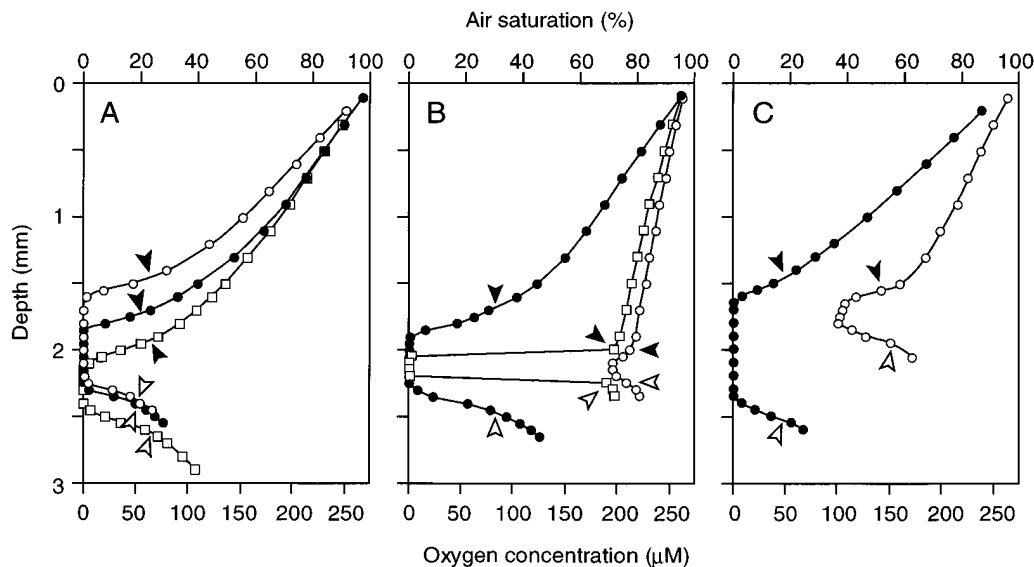 Air saturation (%)
0 20 40 60 80 100 0 20 40 60 80 100 0 20 40 60 80 100
0
A B C
1
Depth (mm)
2
3
0 50 100 150 200 250 0 50 100 150 200 250 0 50 100 150 200 250
Oxygen concentration (μM)